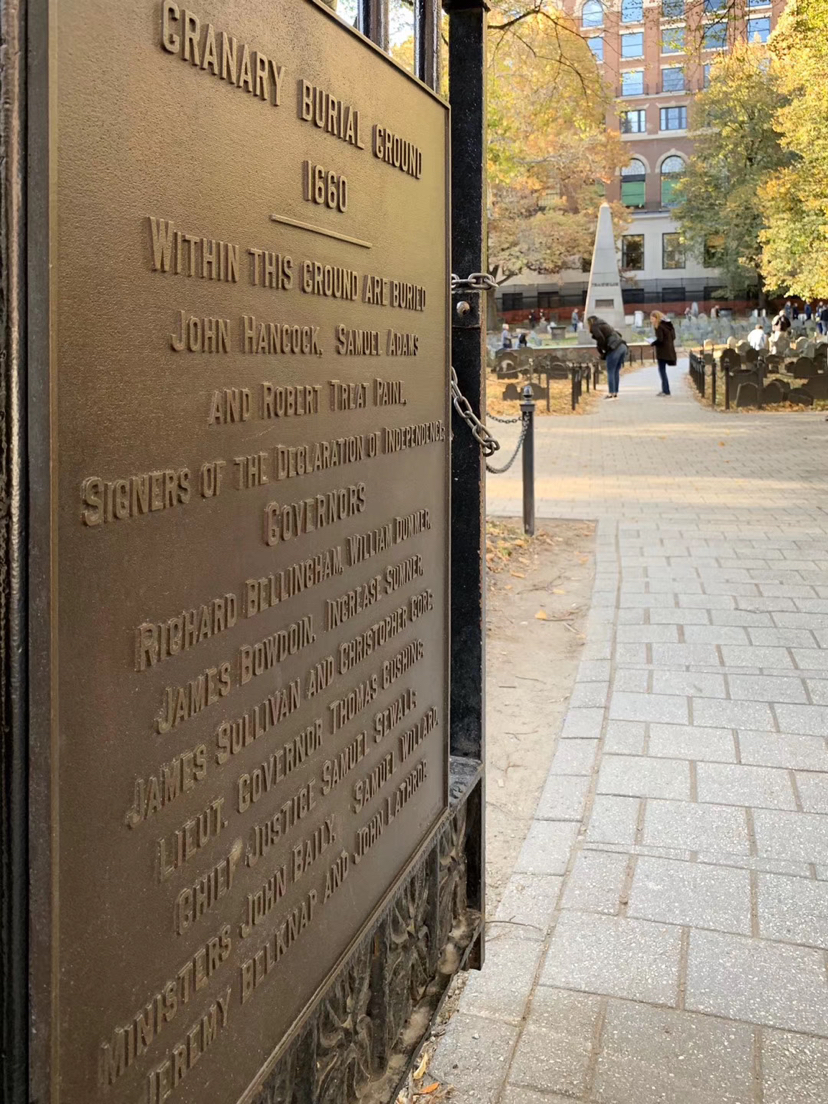 GRANARY BURIAL GROUND
1660
WITHIN THIS GROUND ARE BURIED
JOHN HANCOCK, SAMUEL ADAMS
AND ROBERT TREAT PAINE,
SIGNERS OF THE DECLARATION OF INDEPENDENCE
GOVERNORS
RICHARD BELLINGHAM, WILLIAM DUMMER,
JAMES BOWDOIN, INCREASE SUMNER,
JAMES SULLIVAN AND CHRISTOPHER GORE
LIEUT. GOVERNOR THOMAS CUSHING
CHIEF JUSTICE SAMUEL SEWALL
MINISTERS JOHN BAILY, SAMUEL WILLARD,
JEREMY BELKNAP AND JOHN LATHROP
FRANKLIN